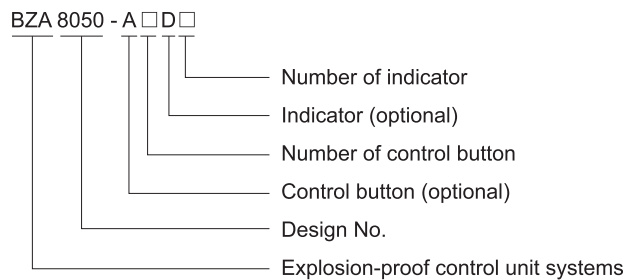 BZA 8050 - A □ D □
Number of indicator
Indicator (optional)
Number of control button
Control button (optional)
Design No.
Explosion-proof control unit systems